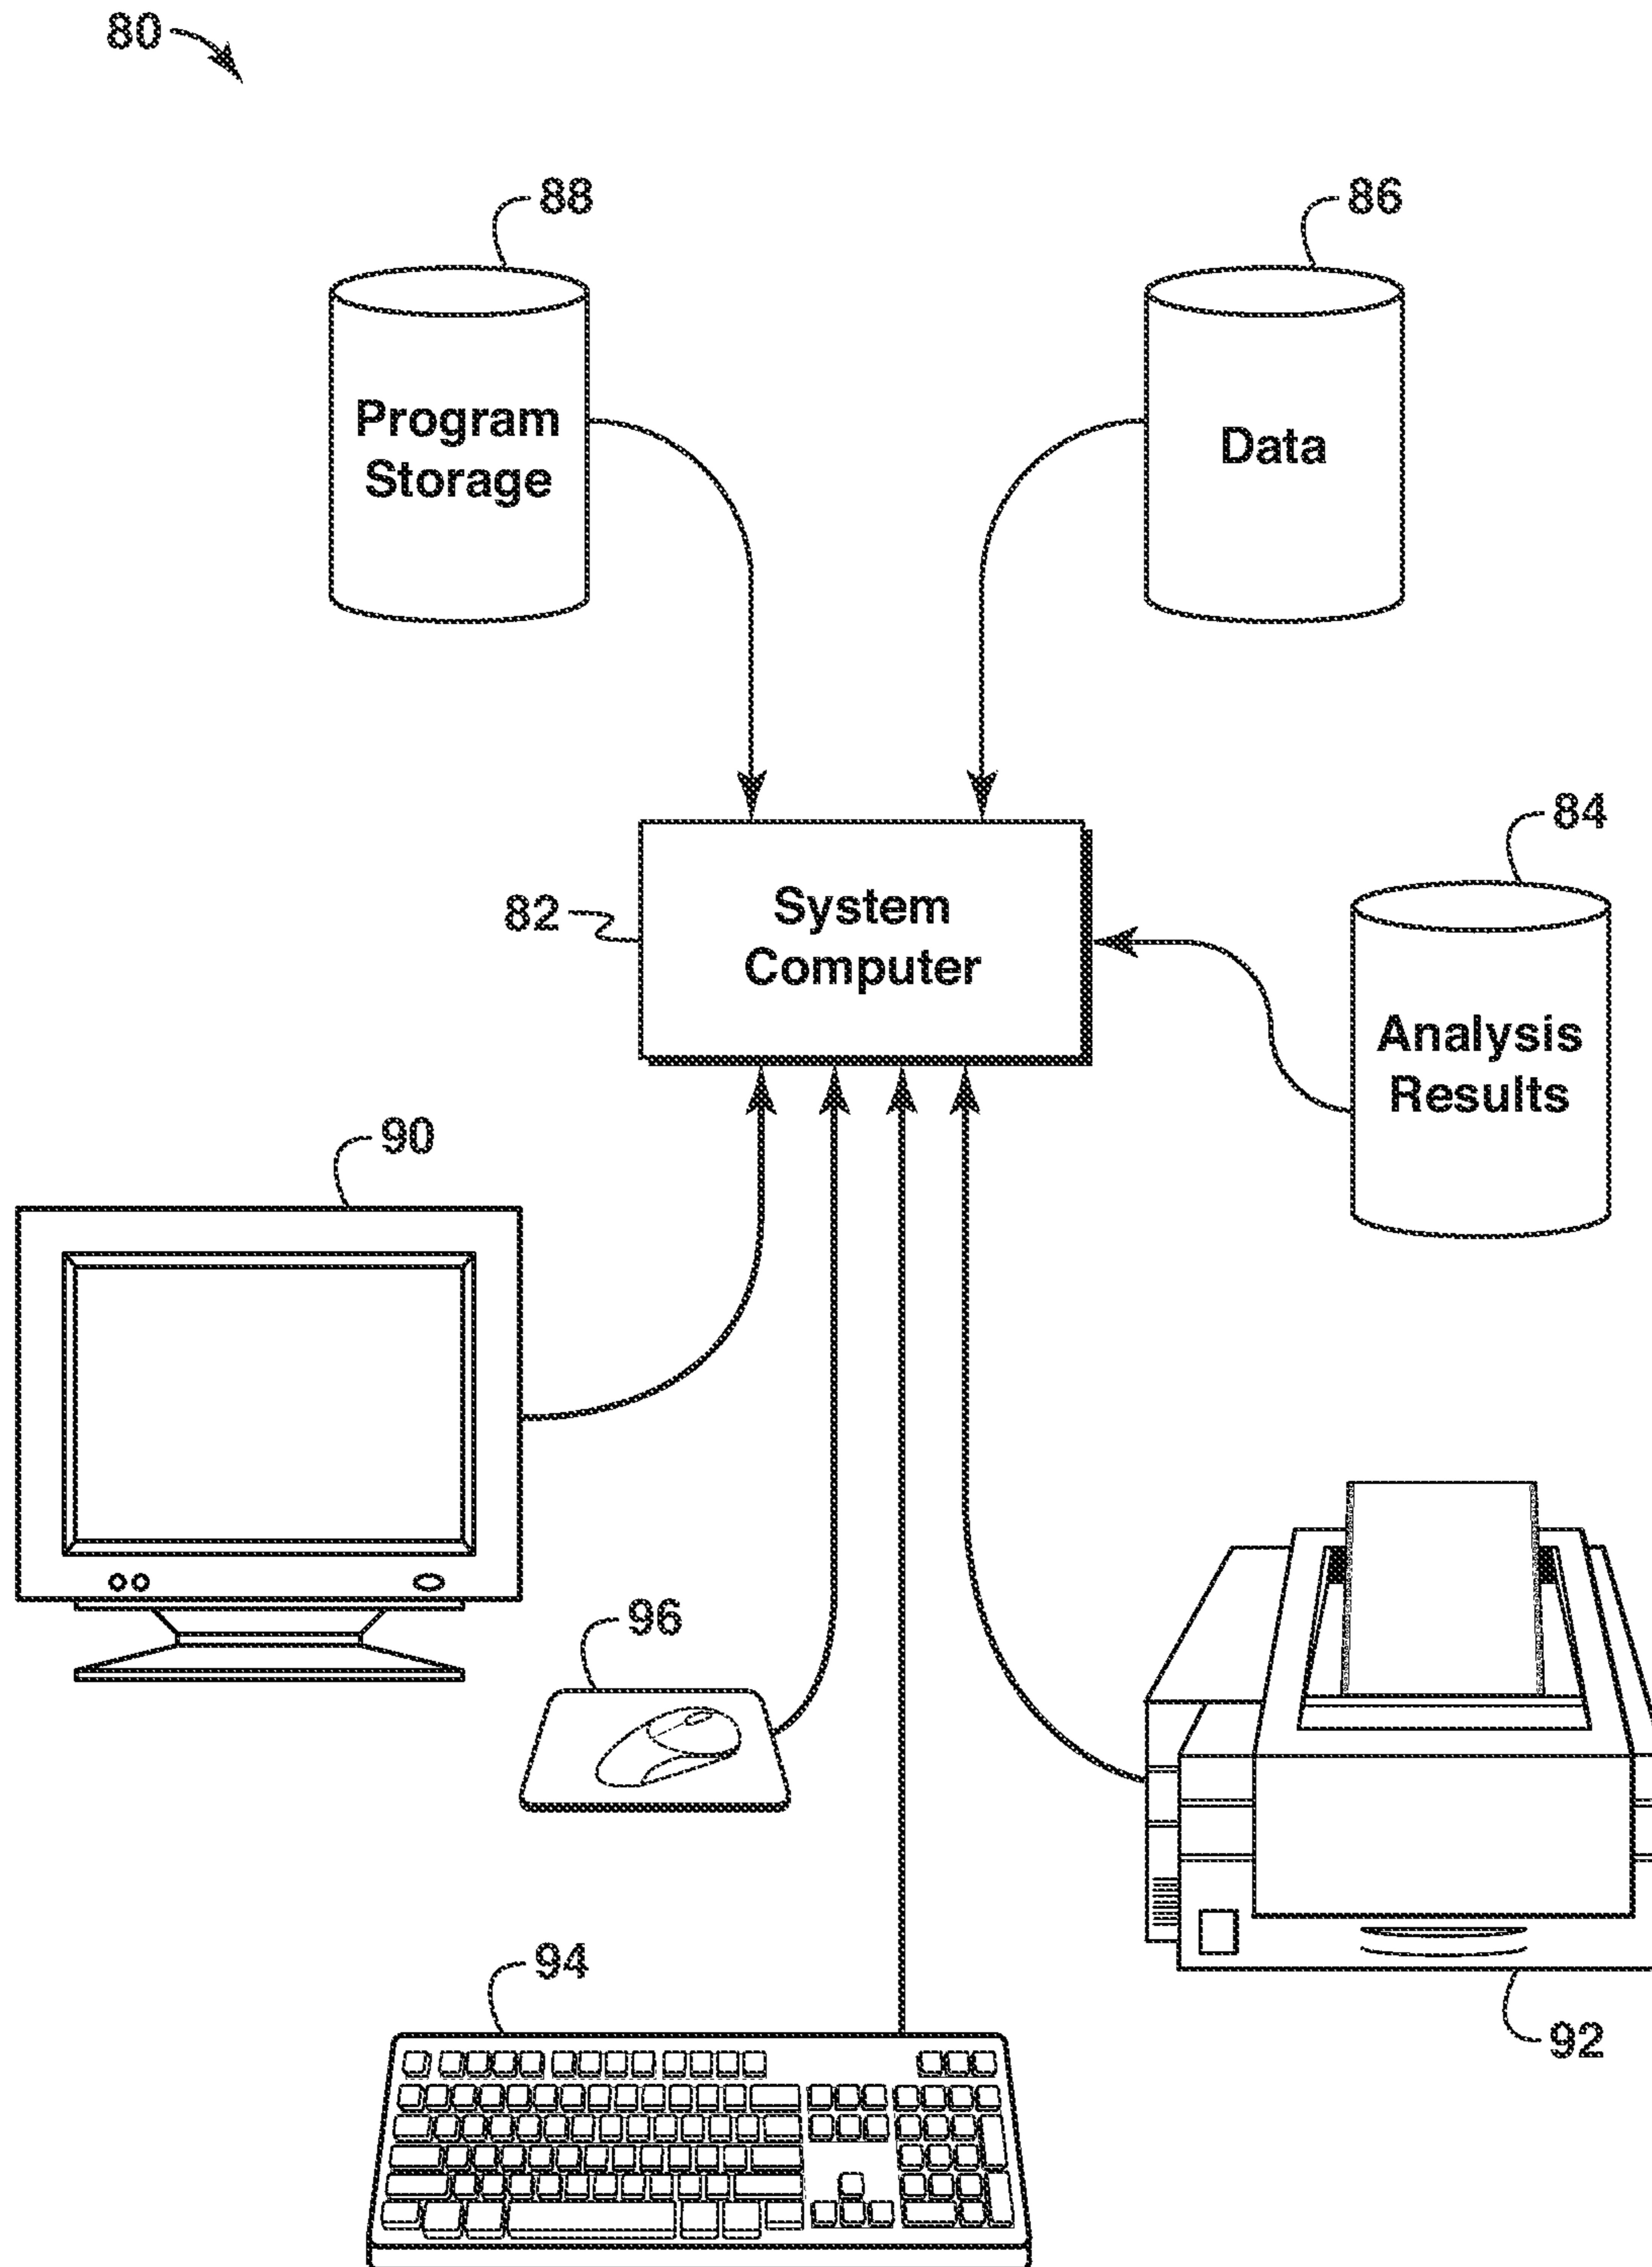 80
88
86
Program
Storage
Data
84
82
System
Computer
Analysis
Results
90
96
94
92